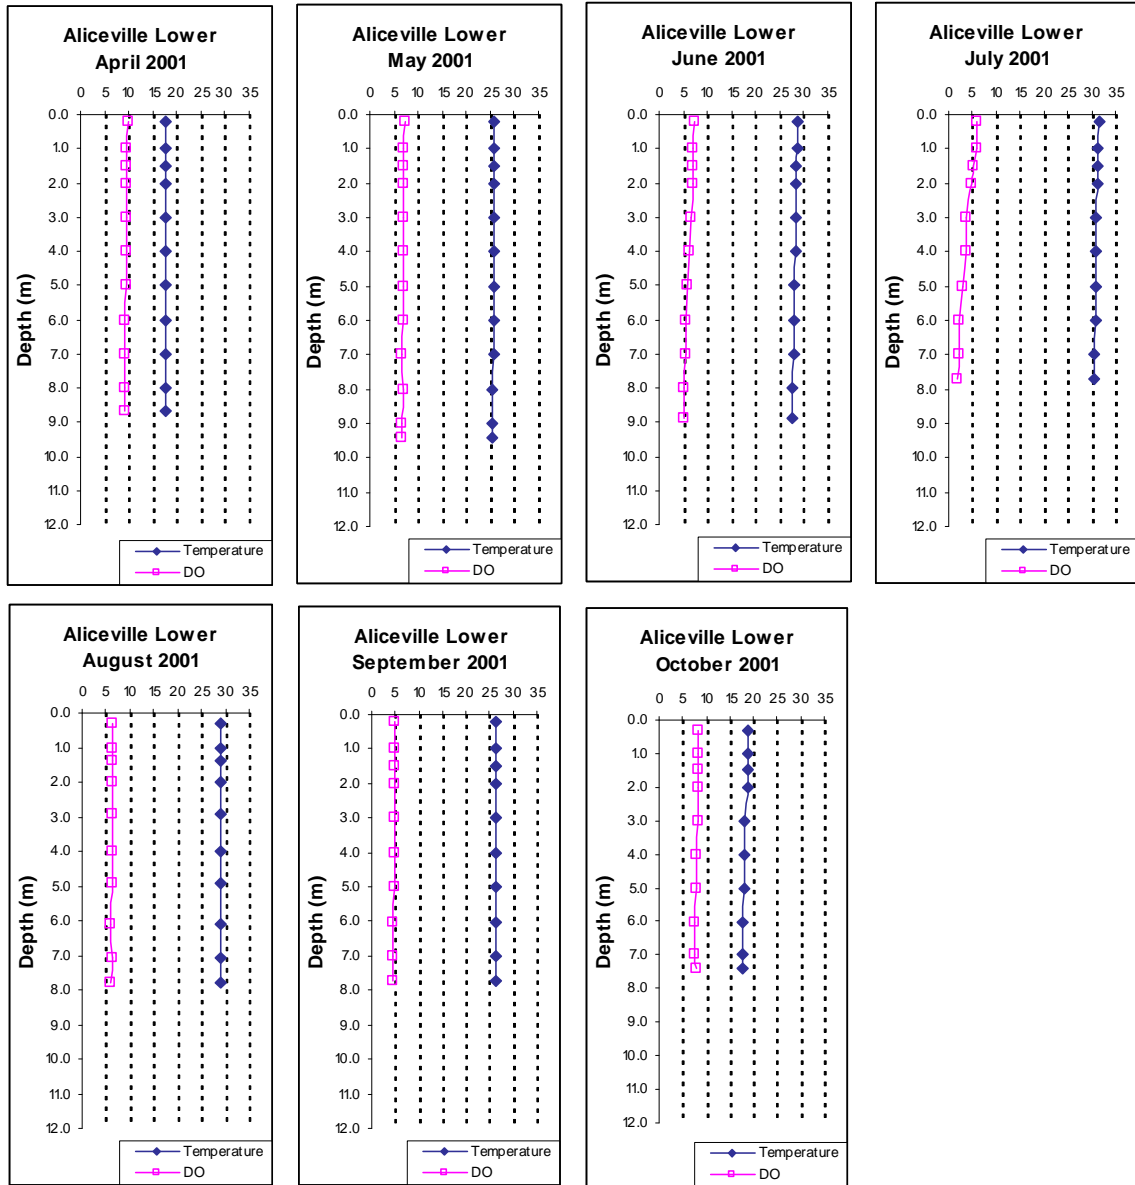 Aliceville Lower
April 2001
0 5 10 15 20 25 30 35
0.0
1.0
2.0
3.0
4.0
5.0
6.0
7.0
8.0
9.0
10.0
11.0
12.0
Depth (m)
Temperature
DO
Aliceville Lower
May 2001
0 5 10 15 20 25 30 35
0.0
1.0
2.0
3.0
4.0
5.0
6.0
7.0
8.0
9.0
10.0
11.0
12.0
Depth (m)
Temperature
DO
Aliceville Lower
June 2001
0 5 10 15 20 25 30 35
0.0
1.0
2.0
3.0
4.0
5.0
6.0
7.0
8.0
9.0
10.0
11.0
12.0
Depth (m)
Temperature
DO
Aliceville Lower
July 2001
0 5 10 15 20 25 30 35
0.0
1.0
2.0
3.0
4.0
5.0
6.0
7.0
8.0
9.0
10.0
11.0
12.0
Depth (m)
Temperature
DO
Aliceville Lower
August 2001
0 5 10 15 20 25 30 35
0.0
1.0
2.0
3.0
4.0
5.0
6.0
7.0
8.0
9.0
10.0
11.0
12.0
Depth (m)
Temperature
DO
Aliceville Lower
September 2001
0 5 10 15 20 25 30 35
0.0
1.0
2.0
3.0
4.0
5.0
6.0
7.0
8.0
9.0
10.0
11.0
12.0
Depth (m)
Temperature
DO
Aliceville Lower
October 2001
0 5 10 15 20 25 30 35
0.0
1.0
2.0
3.0
4.0
5.0
6.0
7.0
8.0
9.0
10.0
11.0
12.0
Depth (m)
Temperature
DO